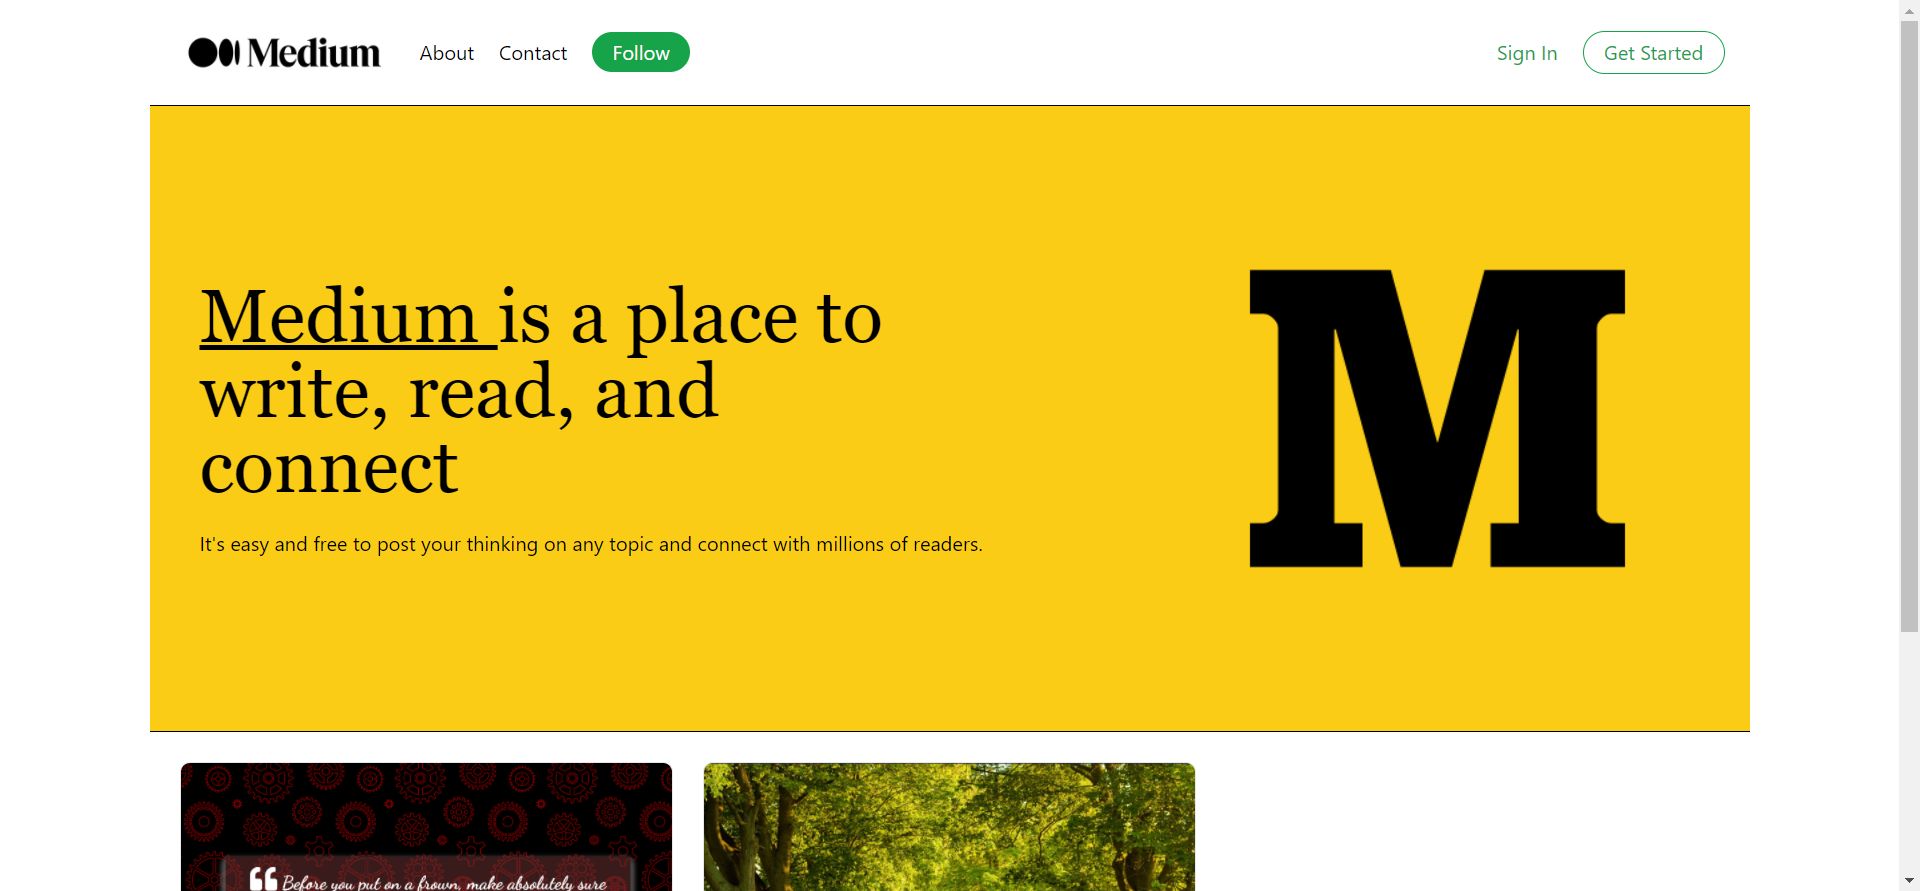 Medium About Contact Follow Sign In Get Started
Medium is a place to
write, read, and
connect
It's easy and free to post your thinking on any topic and connect with millions of readers.
M
“ Before you put on a frown, make absolutely sure